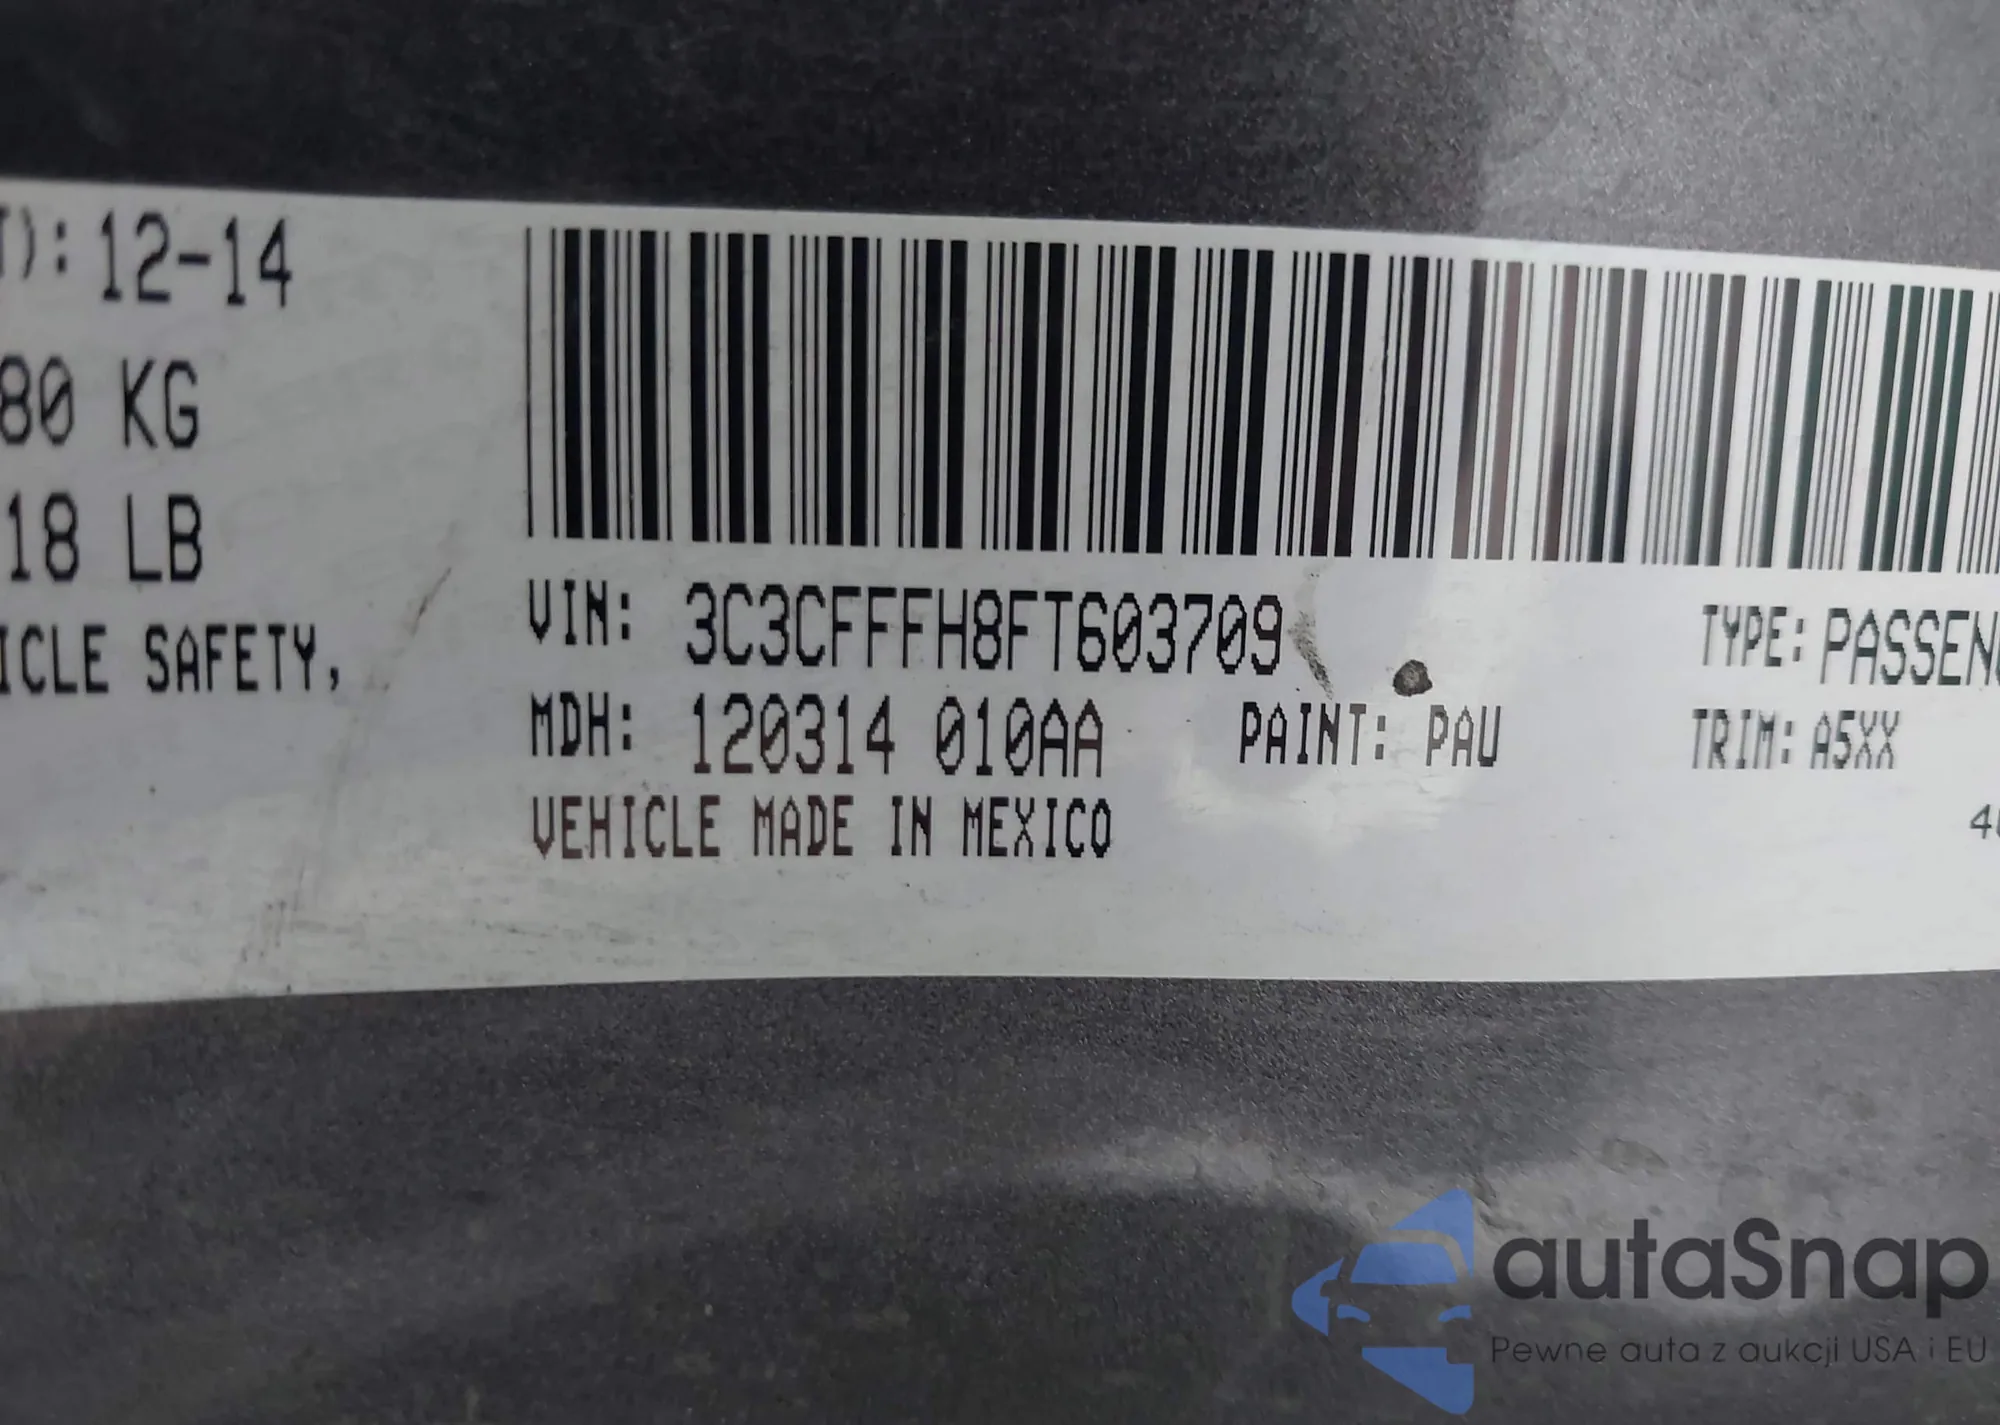 T): 12-14
80 KG
18 LB
ICLE SAFETY,
VIN: 3C3CFFFH8FT603709
TYPE: PASSEN
MDH: 120314 010AA
PAINT: PAU
TRIM: A5XX
VEHICLE MADE IN MEXICO
autaSnap
Pewne auta z aukcji USA i EU